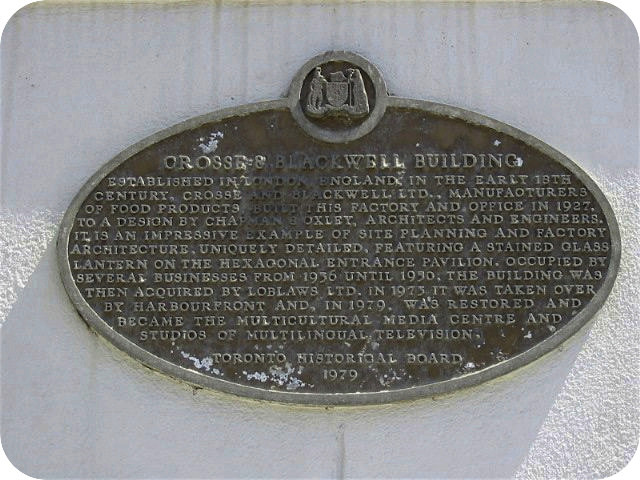 CROSSE & BLACKWELL BUILDING
ESTABLISHED IN LONDON, ENGLAND, IN THE EARLY 18TH
CENTURY, CROSSE AND BLACKWELL LTD., MANUFACTURERS
OF FOOD PRODUCTS, BUILT THIS FACTORY AND OFFICE IN 1927,
TO A DESIGN BY CHAPMAN & OXLEY, ARCHITECTS AND ENGINEERS.
IT IS AN IMPRESSIVE EXAMPLE OF SITE PLANNING AND FACTORY
ARCHITECTURE, UNIQUELY DETAILED, FEATURING A STAINED GLASS
LANTERN ON THE HEXAGONAL ENTRANCE PAVILION. OCCUPIED BY
SEVERAL BUSINESSES FROM 1936 UNTIL 1950, THE BUILDING WAS
THEN ACQUIRED BY LOBLAWS LTD. IN 1973 IT WAS TAKEN OVER
BY HARBOURFRONT AND, IN 1979, WAS RESTORED AND
BECAME THE MULTICULTURAL MEDIA CENTRE AND
STUDIOS OF MULTILINGUAL TELEVISION.
TORONTO HISTORICAL BOARD
1979